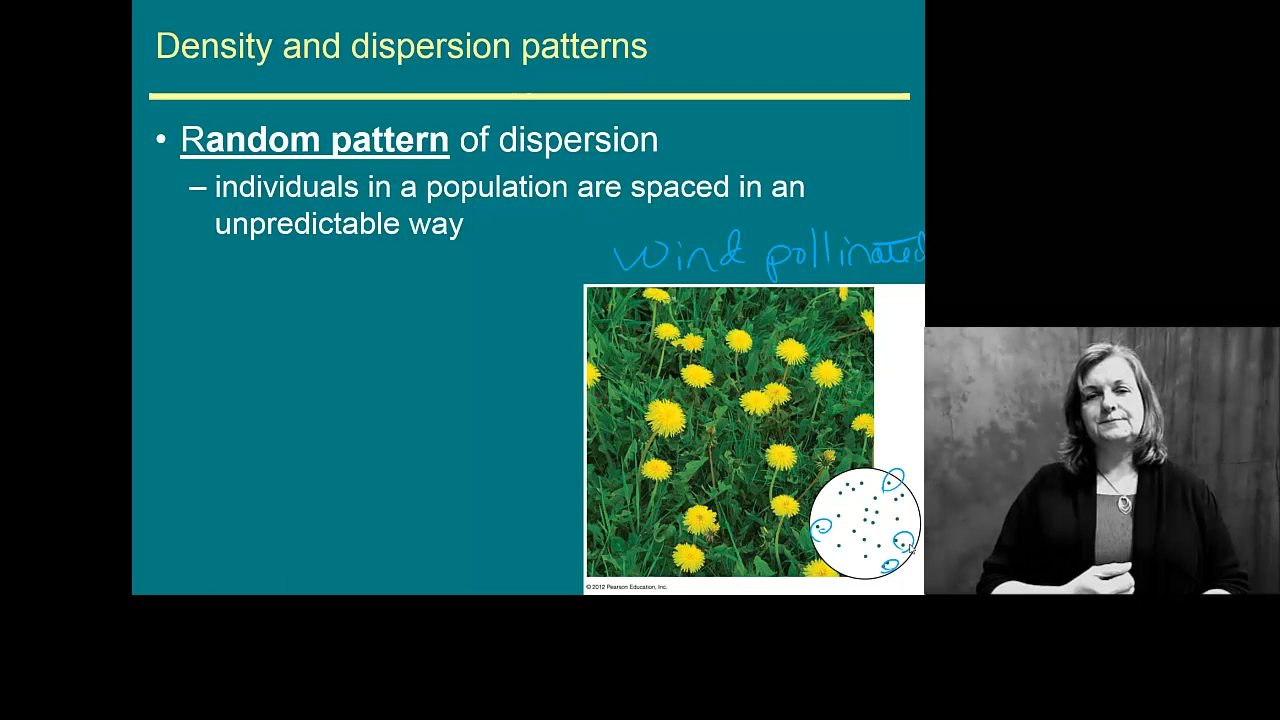 Density and dispersion patterns
• Random pattern of dispersion
– individuals in a population are spaced in an
unpredictable way
wind pollinated
© 2012 Pearson Education, Inc.